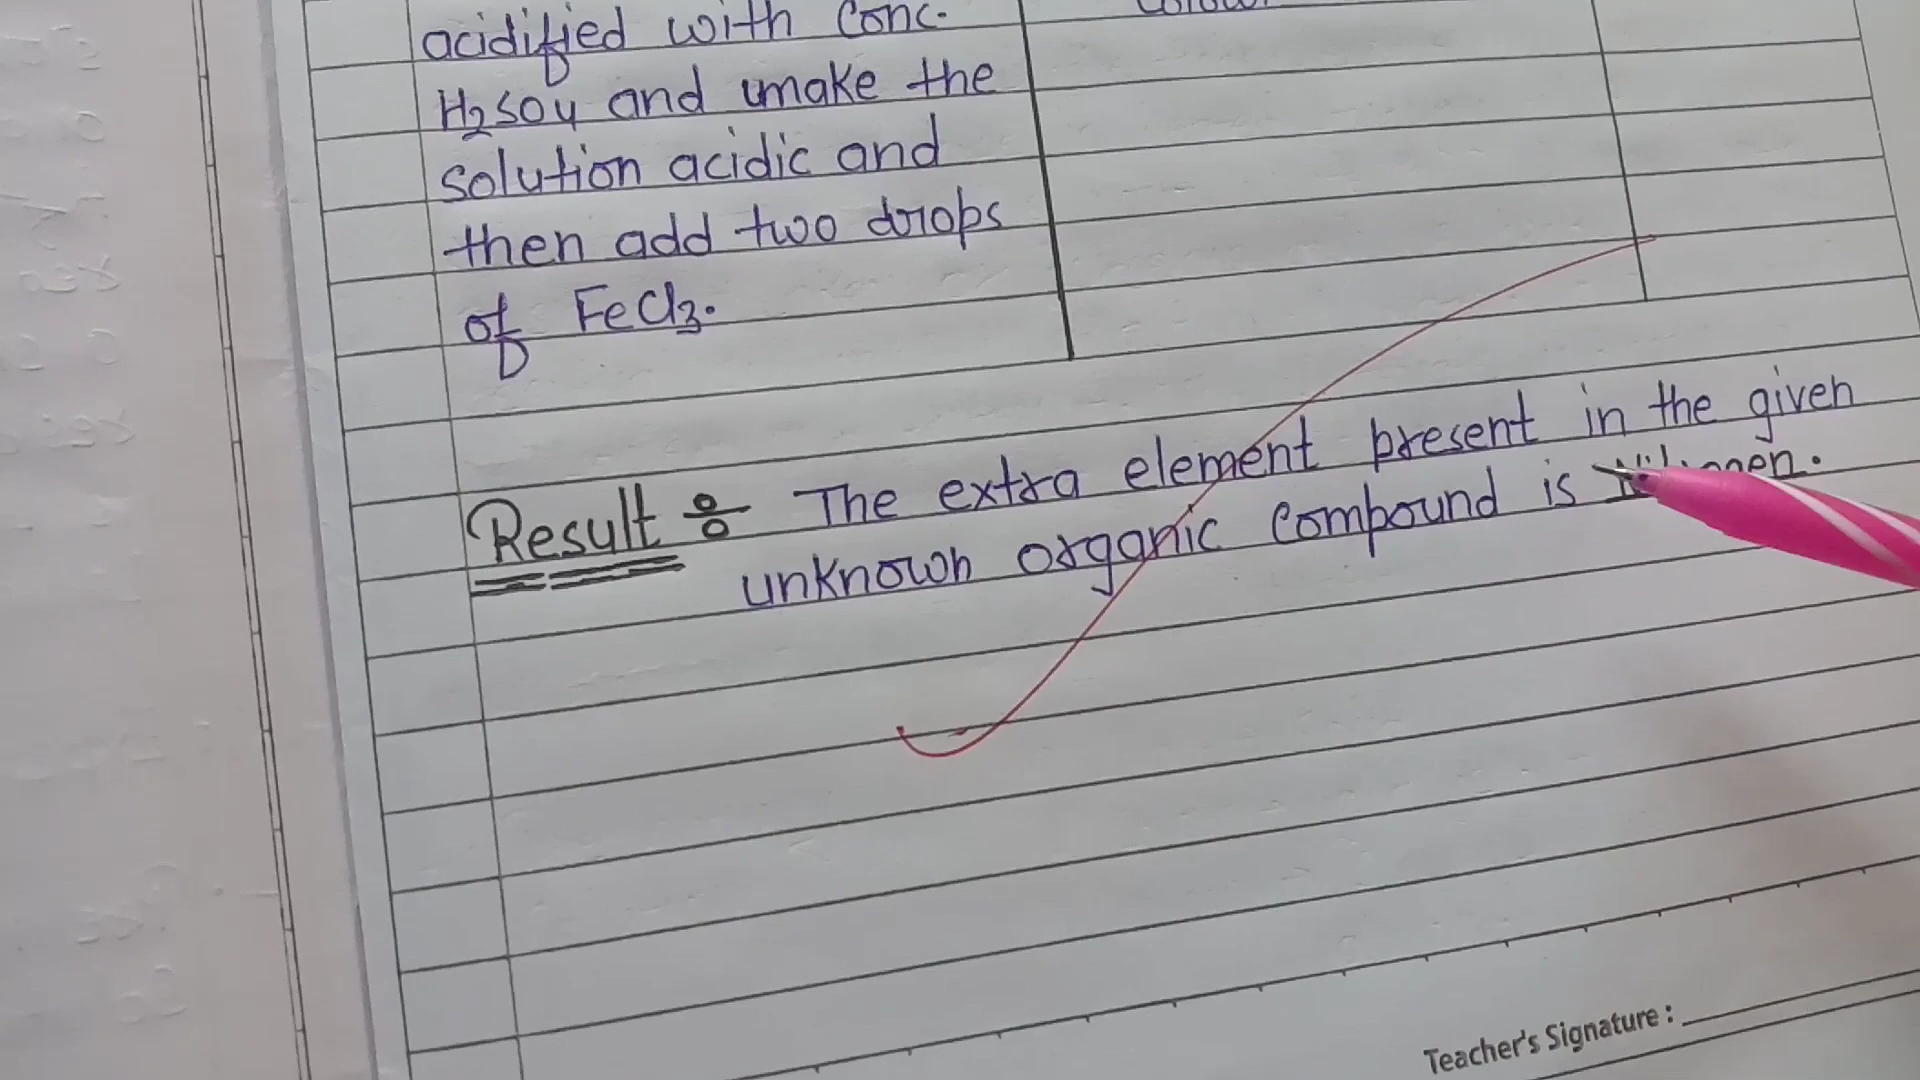 acidified with conc.
H2SO4 and make the
solution acidic and
then add two drops
of FeCl3.
Result : The extra element present in the given
unknown organic compound is
Teacher's Signature :